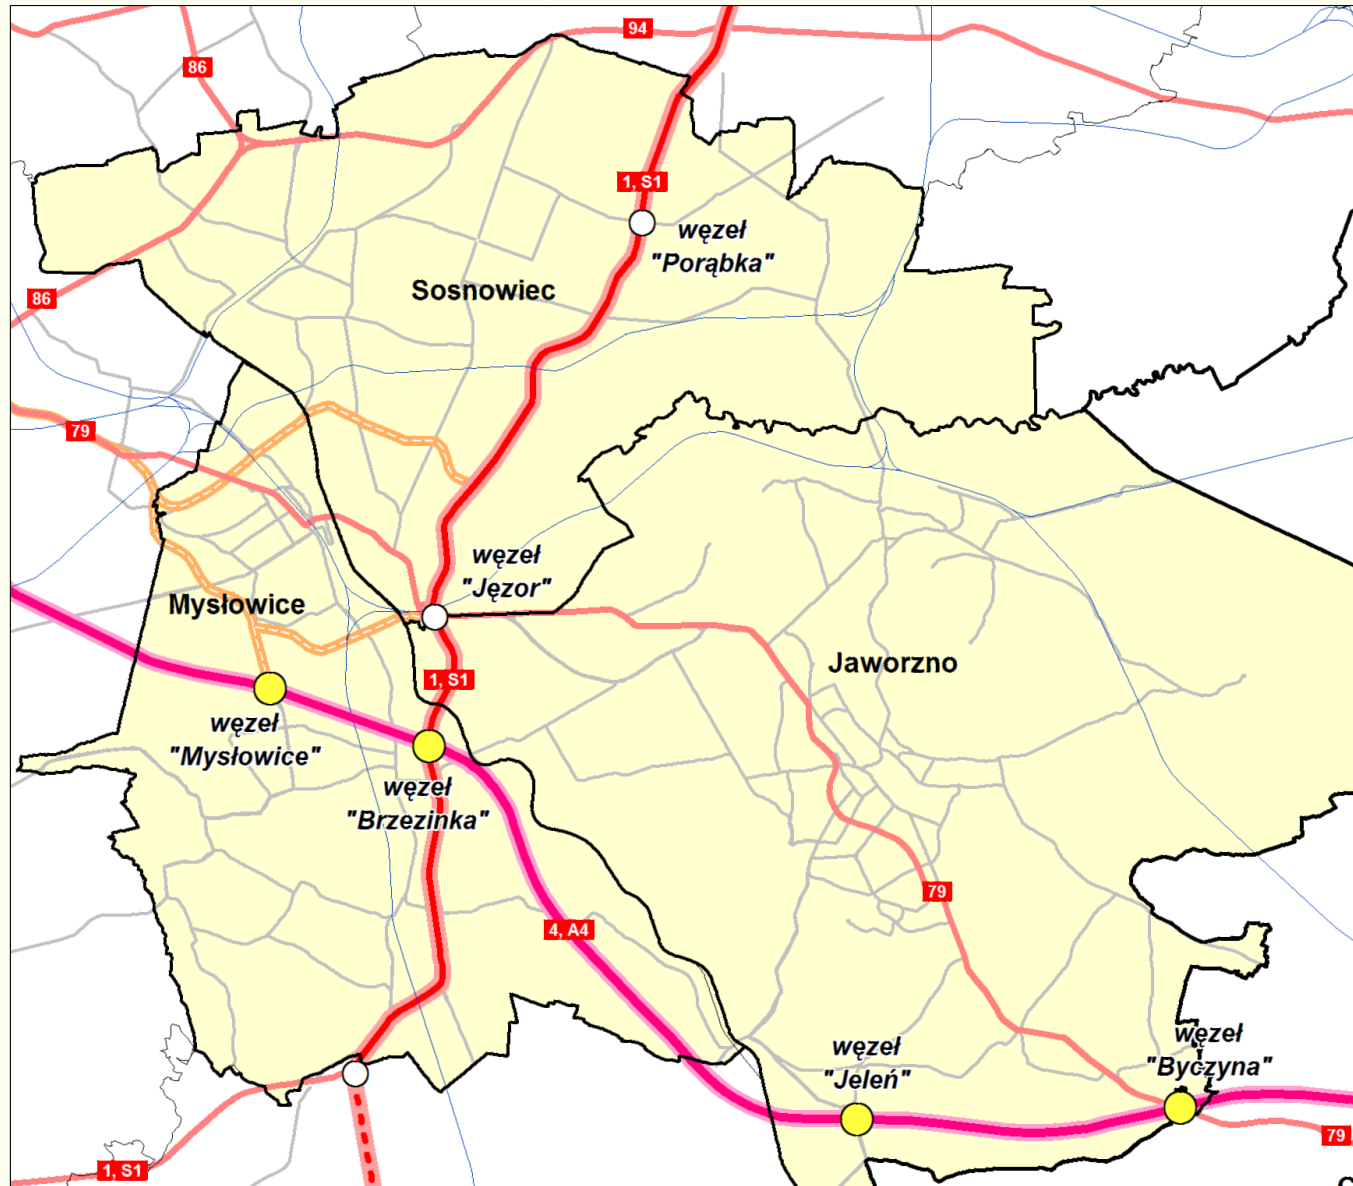 94
86
1, S1
węzeł
"Porąbka"
86
Sosnowiec
79
węzeł
"Jęzor"
Mysłowice
Jaworzno
1, S1
węzeł
"Mysłowice"
węzeł
"Brzezinka"
79
4, A4
węzeł
"Jeleń"
węzeł
"Byczyna"
79
1, S1